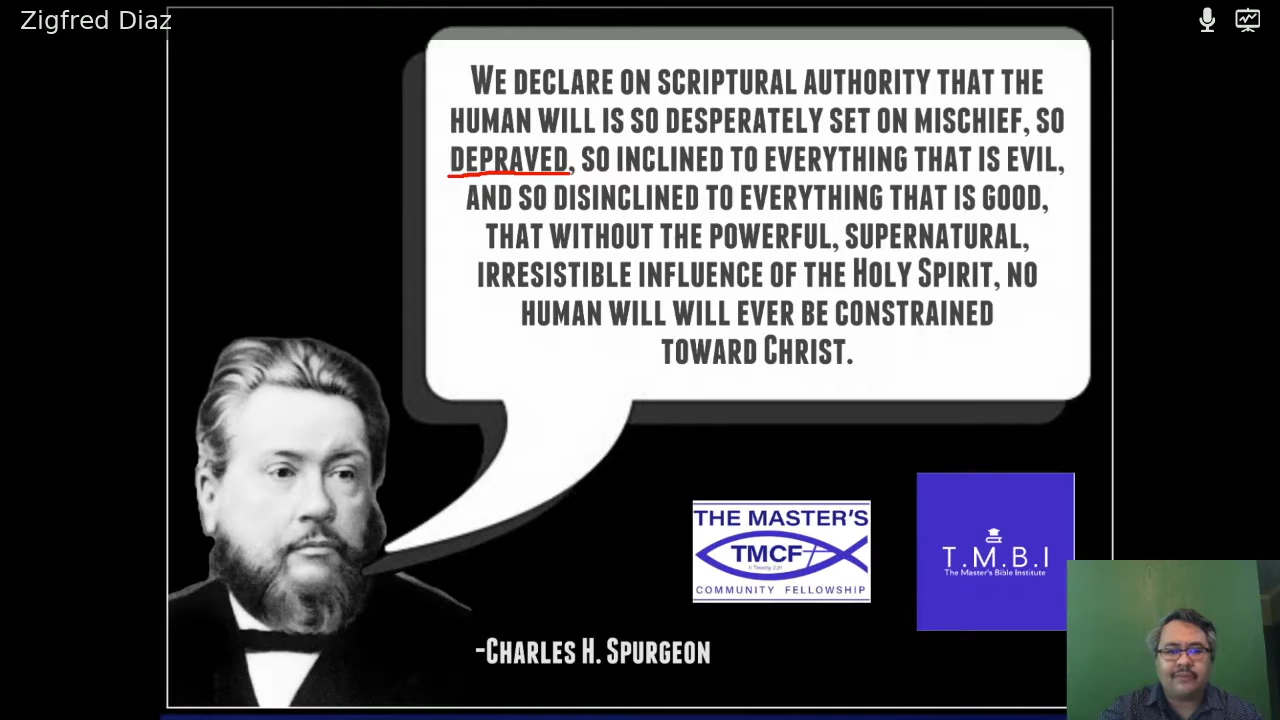 Zigfred Diaz
We declare on scriptural authority that the
human will is so desperately set on mischief, so
depraved, so inclined to everything that is evil,
and so disinclined to everything that is good,
that without the powerful, supernatural,
irresistible influence of the Holy Spirit, no
human will will ever be constrained
toward Christ.
THE MASTER'S
TMCF
COMMUNITY FELLOWSHIP
T.M.B.I
The Master's Bible Institute
-Charles H. Spurgeon